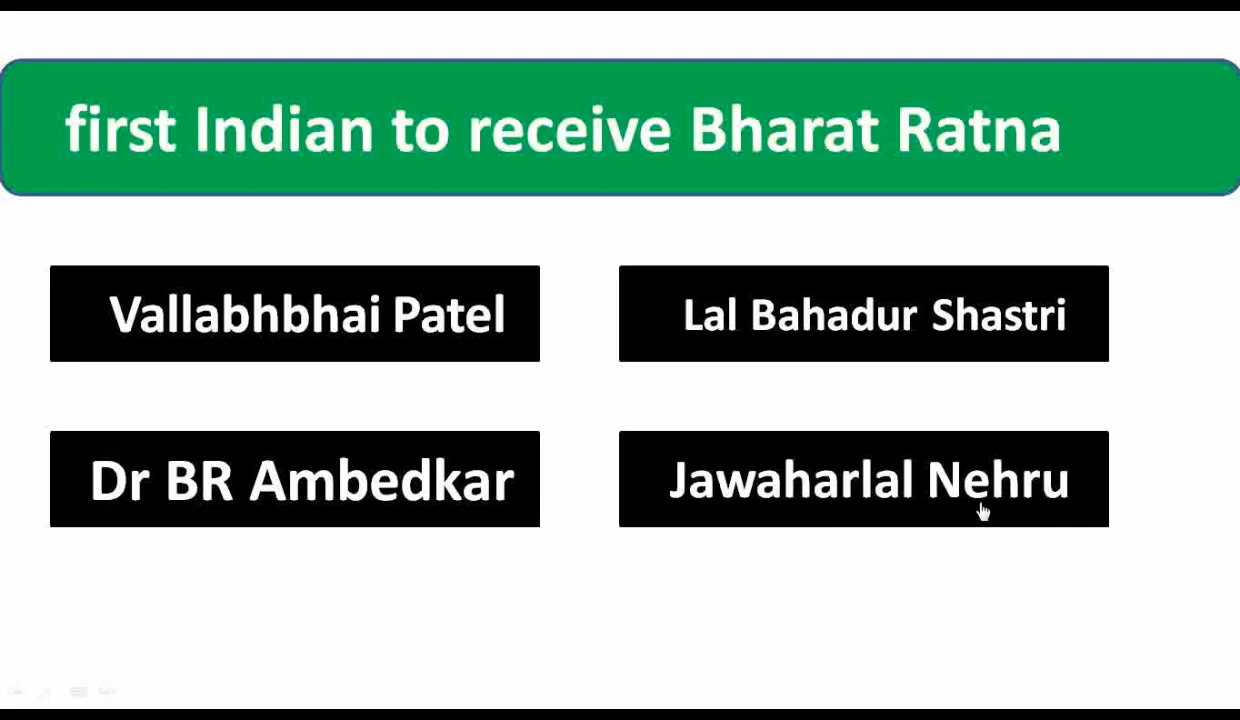 first Indian to receive Bharat Ratna
Vallabhbhai Patel
Lal Bahadur Shastri
Dr BR Ambedkar
Jawaharlal Nehru